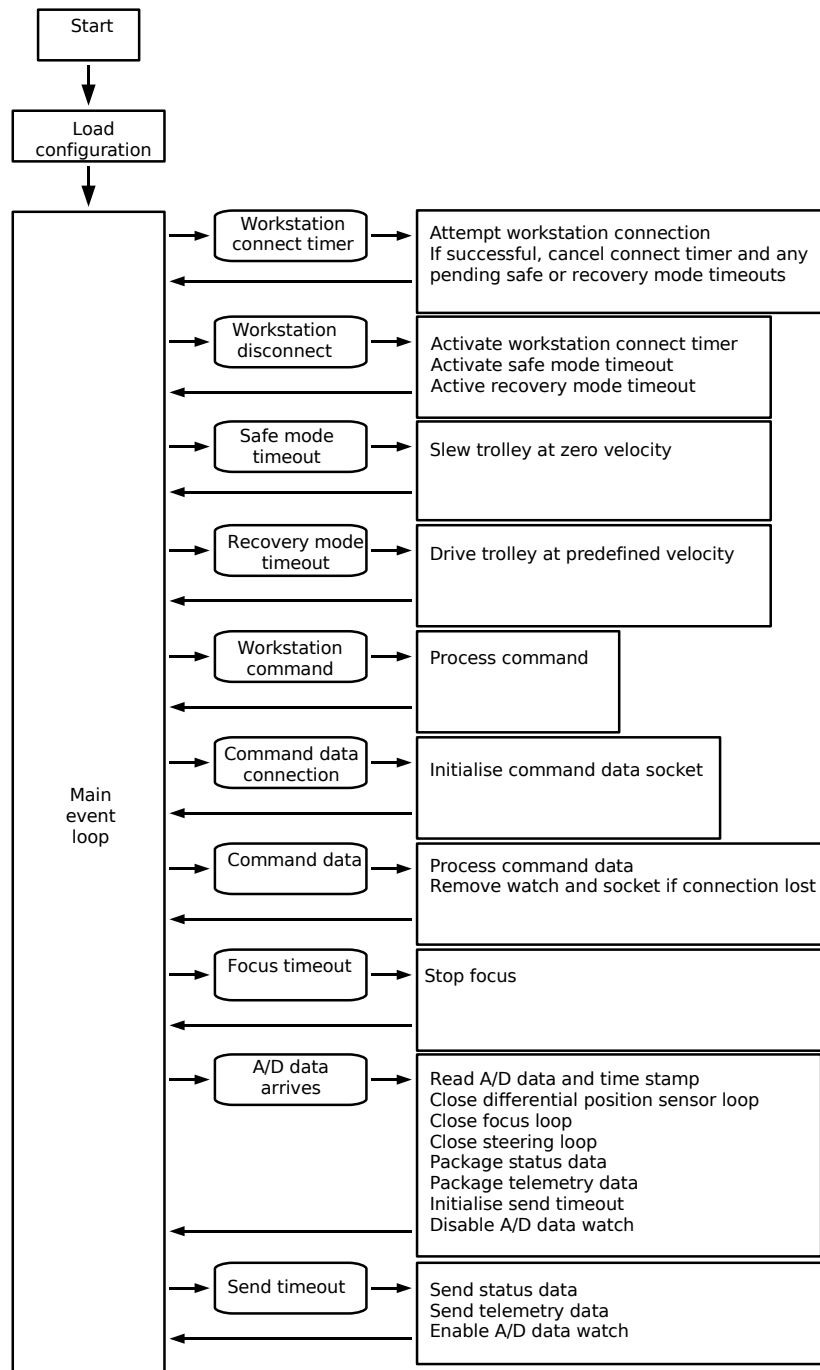 Start
Load
configuration
Main
event
loop
Workstation
connect timer
Attempt workstation connection
If successful, cancel connect timer and any
pending safe or recovery mode timeouts
Workstation
disconnect
Activate workstation connect timer
Activate safe mode timeout
Active recovery mode timeout
Safe mode
timeout
Slew trolley at zero velocity
Recovery mode
timeout
Drive trolley at predefined velocity
Workstation
command
Process command
Command data
connection
Initialise command data socket
Command data
Process command data
Remove watch and socket if connection lost
Focus timeout
Stop focus
A/D data
arrives
Read A/D data and time stamp
Close differential position sensor loop
Close focus loop
Close steering loop
Package status data
Package telemetry data
Initialise send timeout
Disable A/D data watch
Send timeout
Send status data
Send telemetry data
Enable A/D data watch